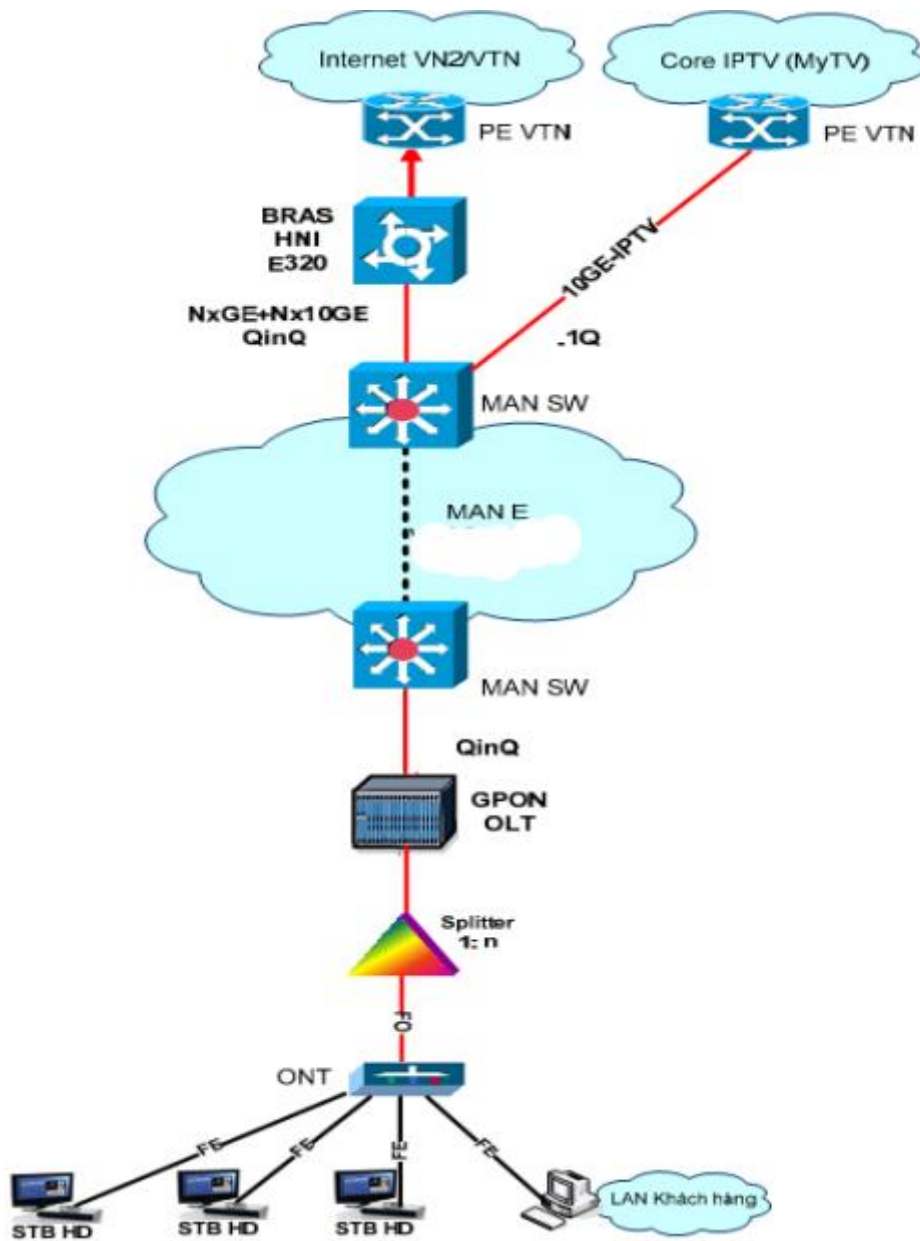 Internet VN2/VTN
Core IPTV (MyTV)
PE VTN
PE VTN
BRAS
HNI
E320
10GE-IPTV
NxGE+Nx10GE
QinQ
.1Q
MAN SW
MAN E
MAN SW
QinQ
GPON
OLT
Splitter
1: n
FO
ONT
FE
FE
FE
FE
STB HD
STB HD
STB HD
LAN Khách hàng